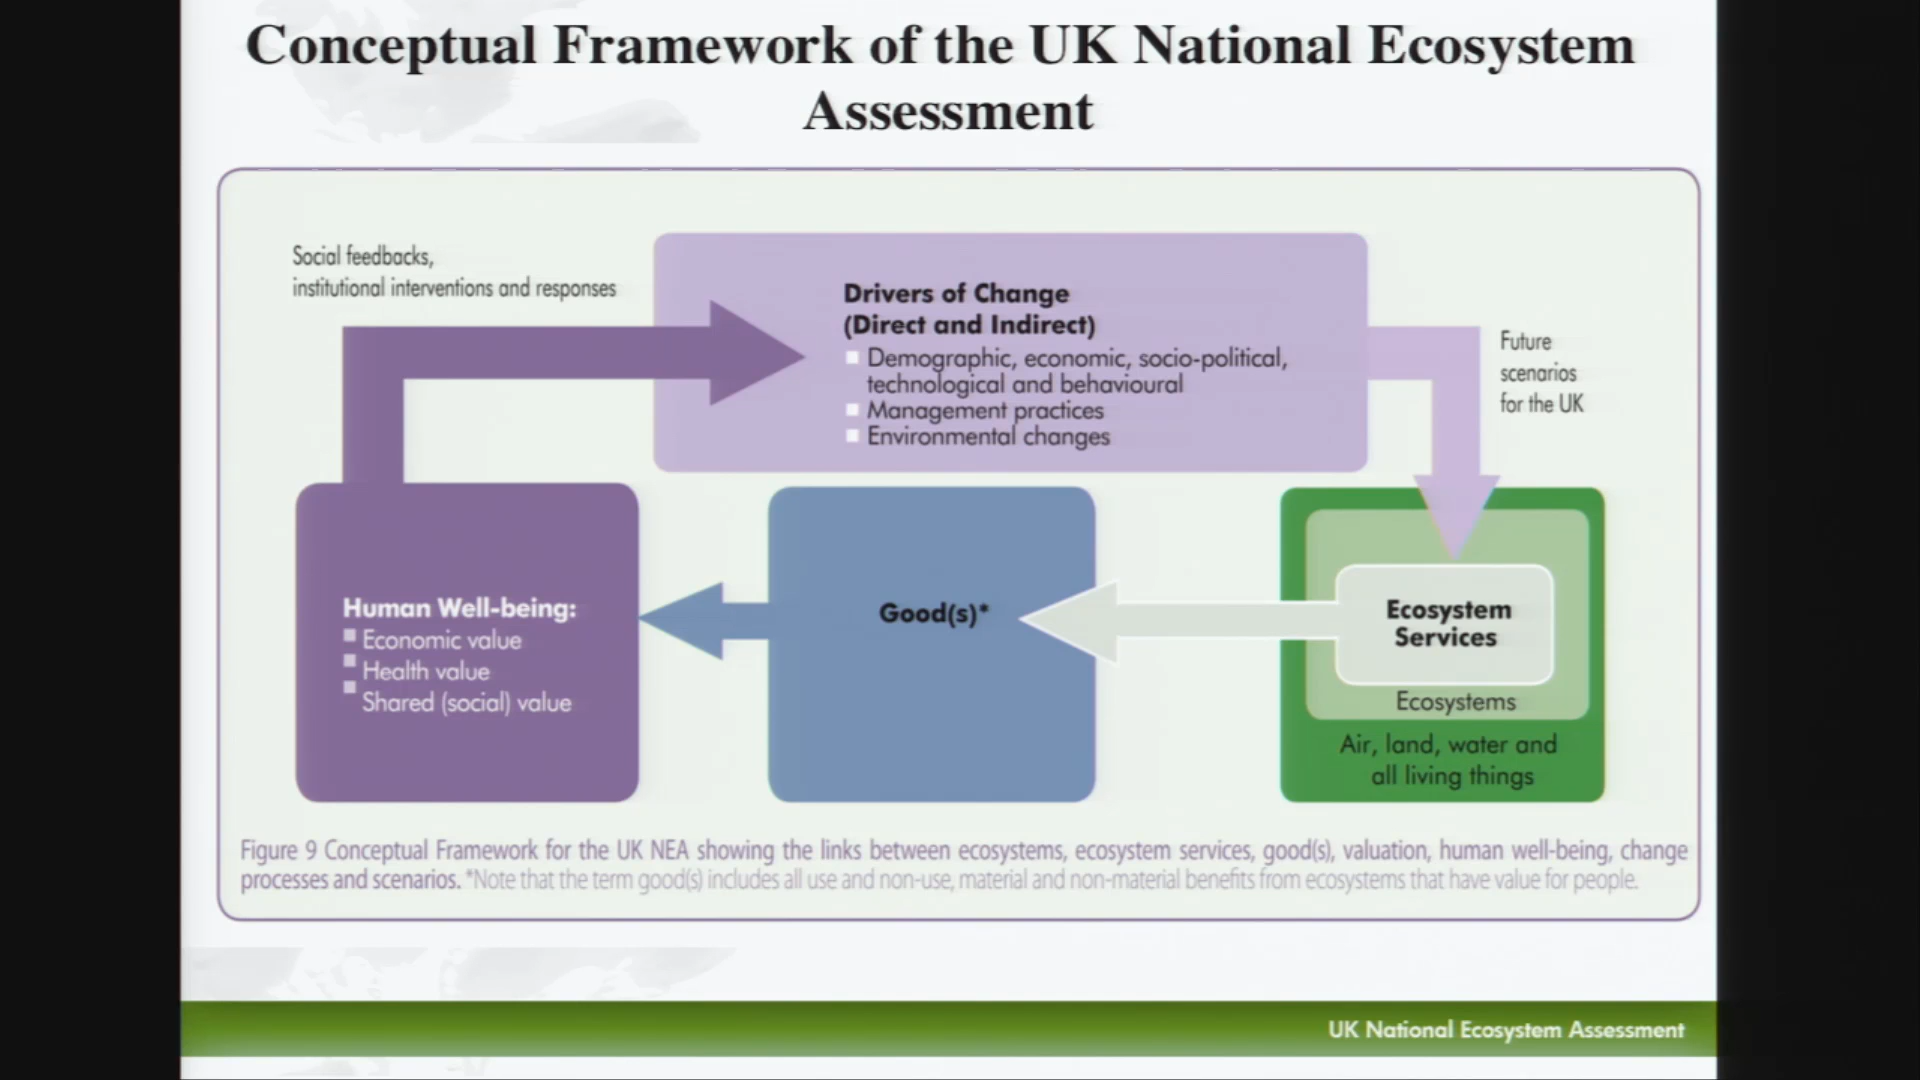 Conceptual Framework of the UK National Ecosystem
Assessment
Social feedbacks,
institutional interventions and responses
Drivers of Change
(Direct and Indirect)
Demographic, economic, socio-political,
technological and behavioural
Management practices
Environmental changes
Future
scenarios
for the UK
Human Well-being:
Economic value
Health value
Shared (social) value
Good(s)*
Ecosystem
Services
Ecosystems
Air, land, water and
all living things
Figure 9 Conceptual Framework for the UK NEA showing the links between ecosystems, ecosystem services, good(s), valuation, human well-being, change
processes and scenarios. *Note that the term good(s) includes all use and non-use, material and non-material benefits from ecosystems that have value for people.
UK National Ecosystem Assessment